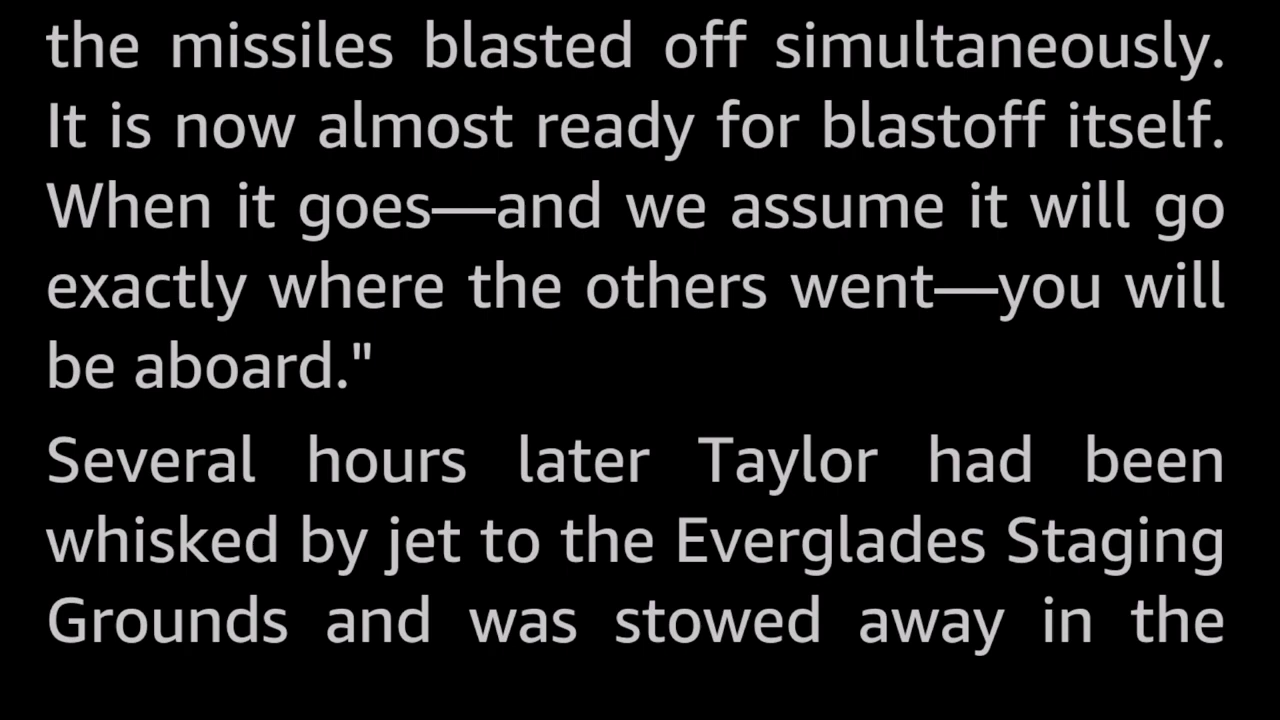 the missiles blasted off simultaneously.
It is now almost ready for blastoff itself.
When it goes—and we assume it will go
exactly where the others went—you will
be aboard."
Several hours later Taylor had been
whisked by jet to the Everglades Staging
Grounds and was stowed away in the